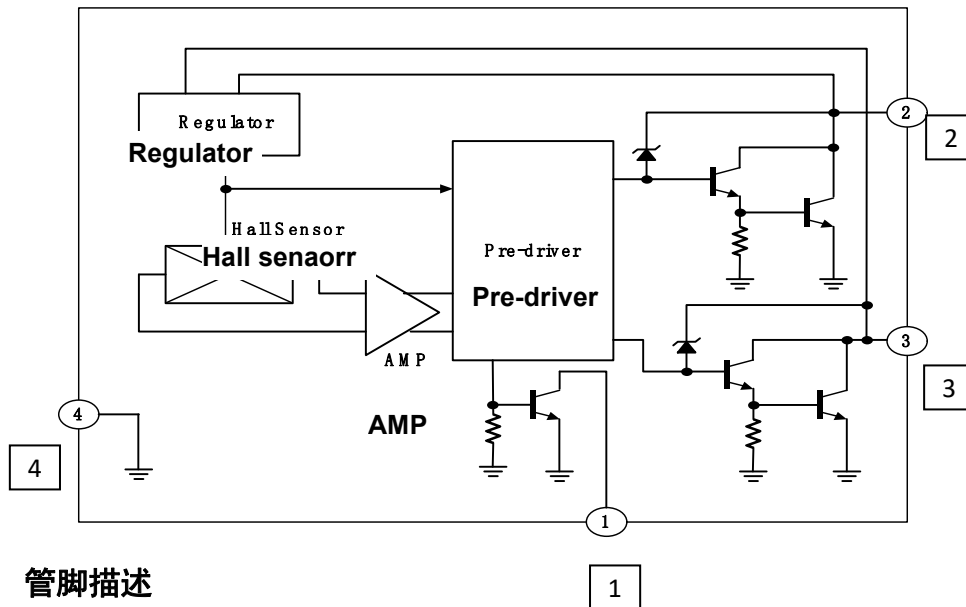 Regulator
Regulator
2
2
HallSensor
Hall senaorr
Pre-driver
Pre-driver
3
AMP
3
4
AMP
4
1
管脚描述
1